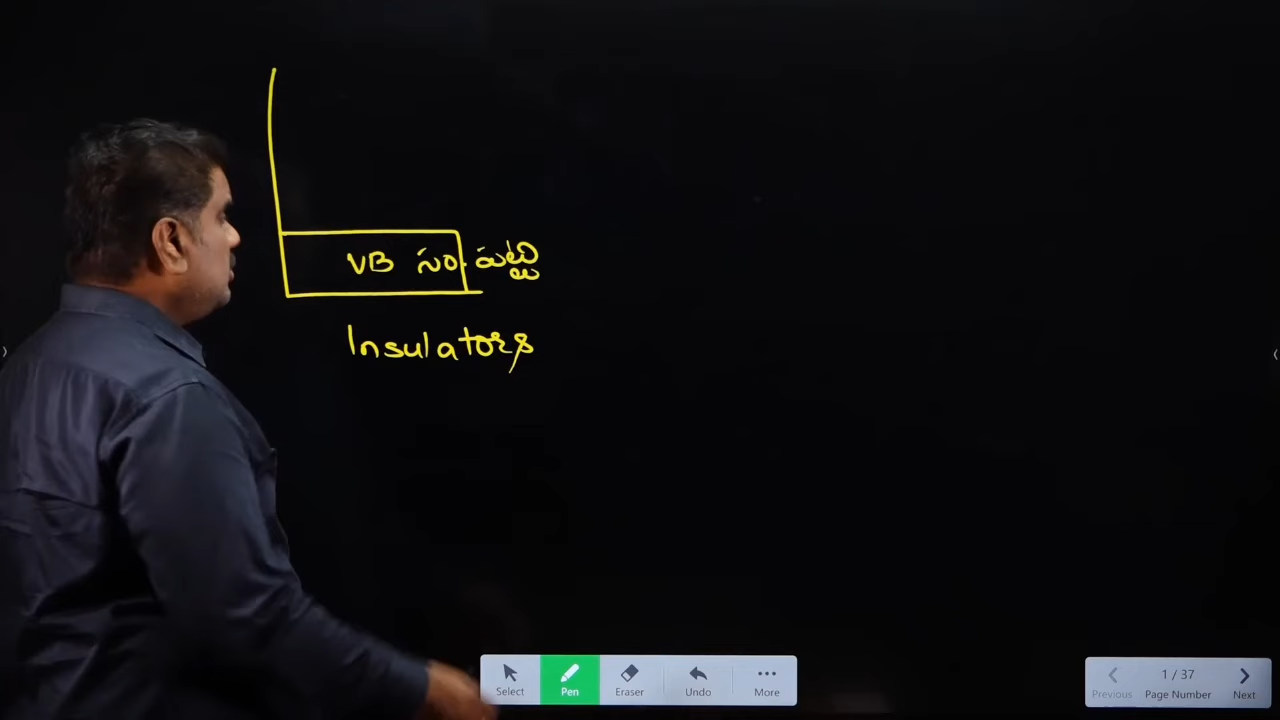 VB సం. పట్టి
Insulators
Select Pen Eraser Undo More
1 / 37
Previous Page Number Next